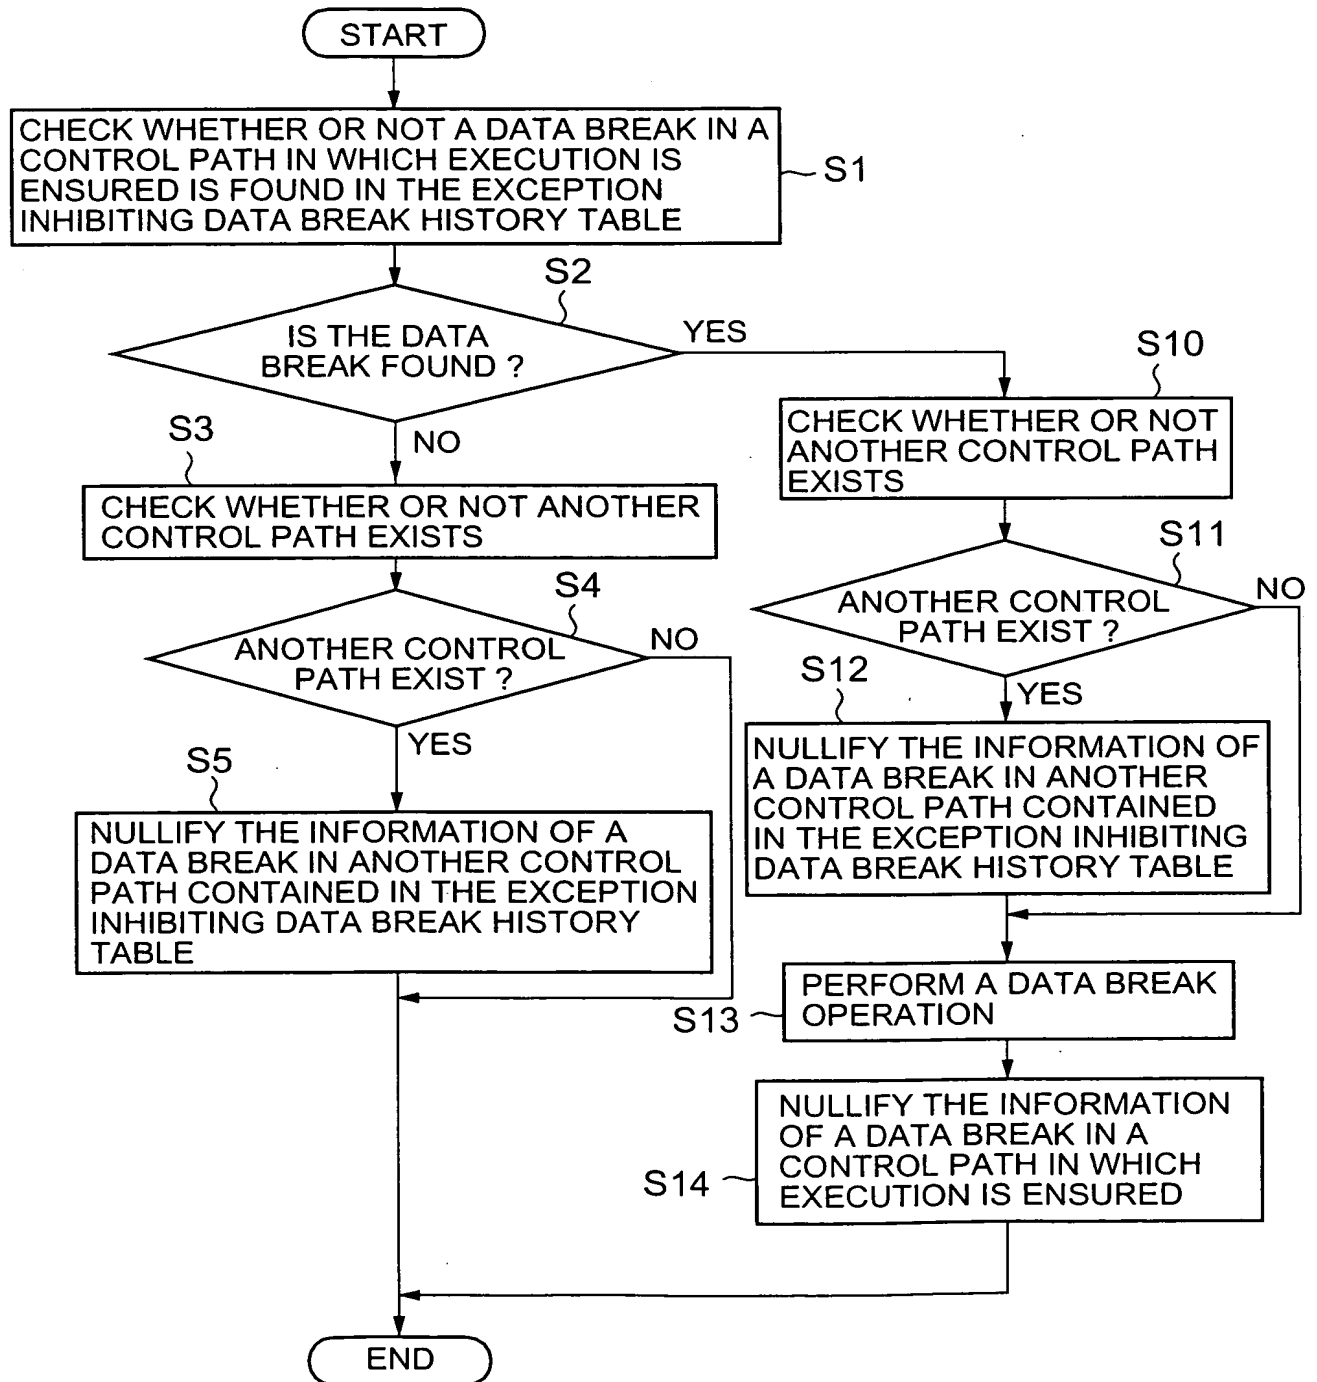 START
CHECK WHETHER OR NOT A DATA BREAK IN A
CONTROL PATH IN WHICH EXECUTION IS
ENSURED IS FOUND IN THE EXCEPTION
INHIBITING DATA BREAK HISTORY TABLE
S1
S2
IS THE DATA
BREAK FOUND ?
YES
NO
S3
CHECK WHETHER OR NOT ANOTHER
CONTROL PATH EXISTS
S4
ANOTHER CONTROL
PATH EXIST ?
NO
YES
S5
NULLIFY THE INFORMATION OF A
DATA BREAK IN ANOTHER CONTROL
PATH CONTAINED IN THE EXCEPTION
INHIBITING DATA BREAK HISTORY
TABLE
S10
CHECK WHETHER OR NOT
ANOTHER CONTROL PATH
EXISTS
S11
ANOTHER CONTROL
PATH EXIST ?
NO
YES
S12
NULLIFY THE INFORMATION OF
A DATA BREAK IN ANOTHER
CONTROL PATH CONTAINED
IN THE EXCEPTION INHIBITING
DATA BREAK HISTORY TABLE
PERFORM A DATA BREAK
OPERATION
S13
NULLIFY THE INFORMATION
OF A DATA BREAK IN A
CONTROL PATH IN WHICH
EXECUTION IS ENSURED
S14
END